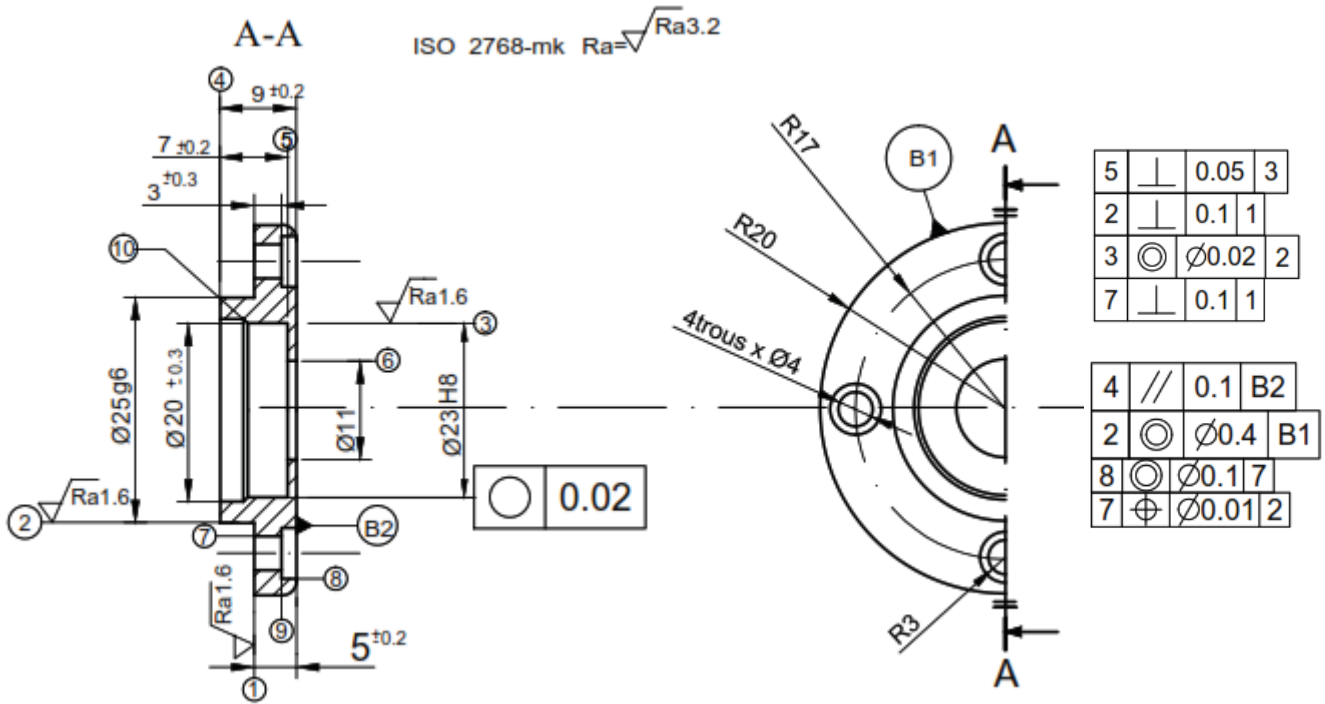 A-A
ISO 2768-mk Ra= Ra3.2
4
9 ±0.2
7 ±0.2
5
3 ±0.3
10
Ra1.6
3
6
Ø25g6
Ø20 ±0.3
Ø11
Ø23H8
Ra1.6
2
7
B2
8
Ra1.6
9
5 ±0.2
1
○ 0.02
R17
B1
A
R20
4trous x Ø4
R3
A
5 ⊥ 0.05 3
2 ⊥ 0.1 1
3 ◎ Ø0.02 2
7 ⊥ 0.1 1
4 // 0.1 B2
2 ◎ Ø0.4 B1
8 ◎ Ø0.1 7
7 ⌖ Ø0.01 2